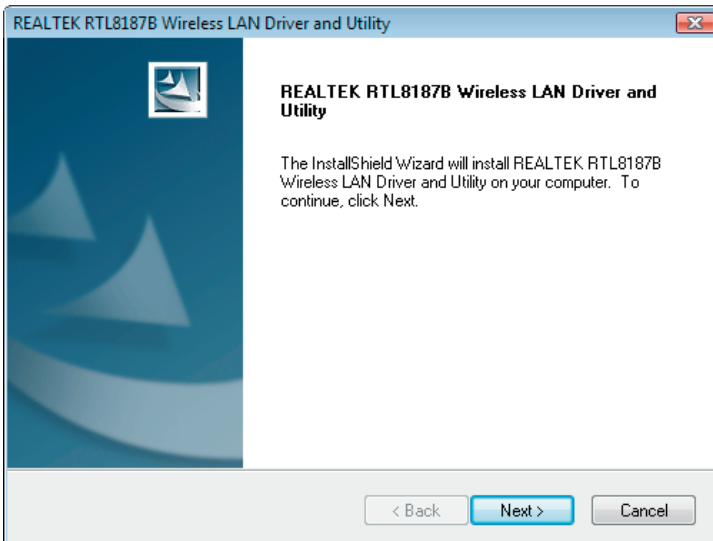 REALTEK RTL8187B Wireless LAN Driver and Utility
REALTEK RTL8187B Wireless LAN Driver and
Utility
The InstallShield Wizard will install REALTEK RTL8187B
Wireless LAN Driver and Utility on your computer.  To
continue, click Next.
< Back
Next >
Cancel